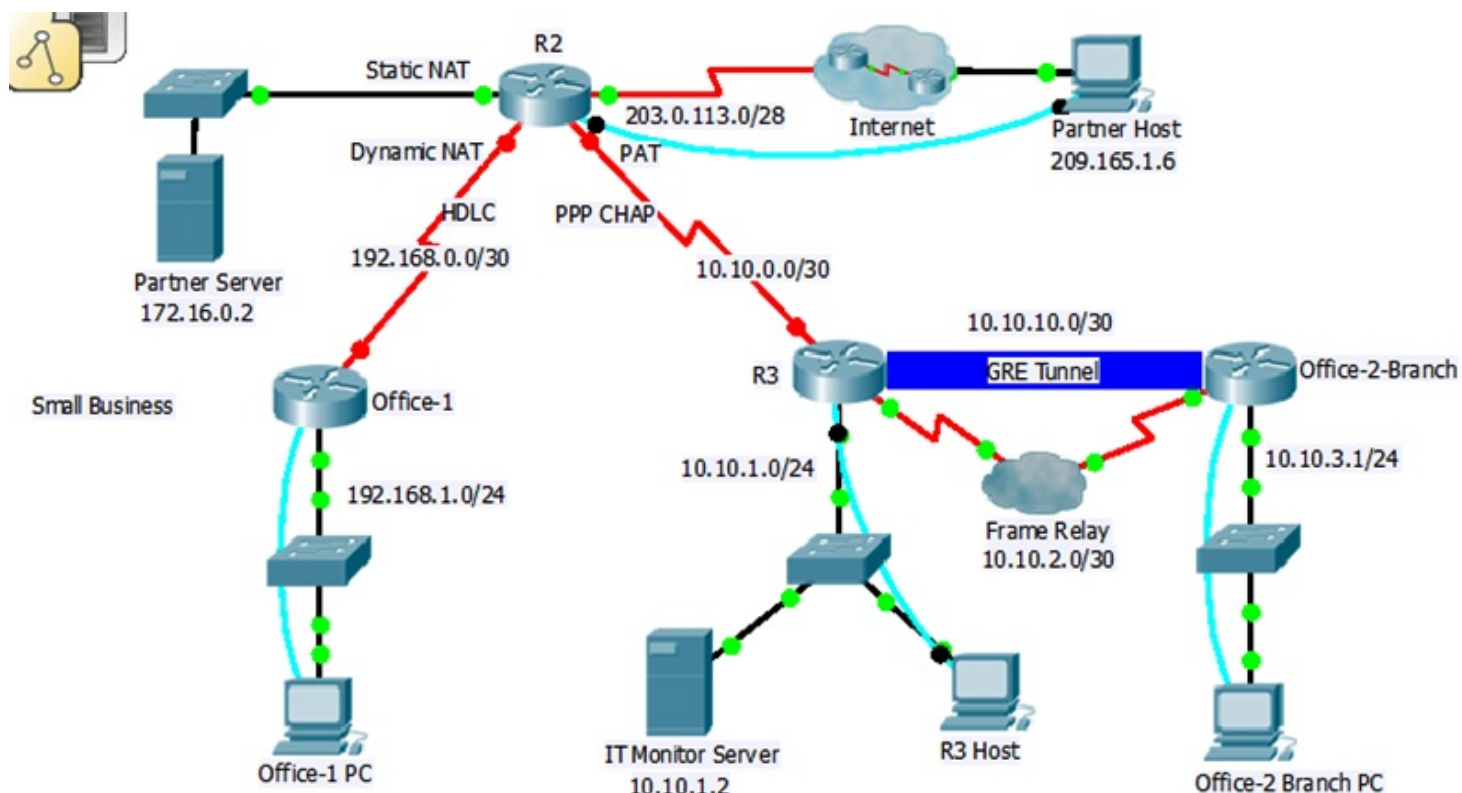 R2
Static NAT
203.0.113.0/28
Internet
Partner Host
209.165.1.6
Dynamic NAT
PAT
HDLC
PPP CHAP
192.168.0.0/30
10.10.0.0/30
Partner Server
172.16.0.2
10.10.10.0/30
R3
GRE Tunnel
Office-2-Branch
Small Business
Office-1
10.10.1.0/24
10.10.3.1/24
192.168.1.0/24
Frame Relay
10.10.2.0/30
IT Monitor Server
10.10.1.2
R3 Host
Office-1 PC
Office-2 Branch PC